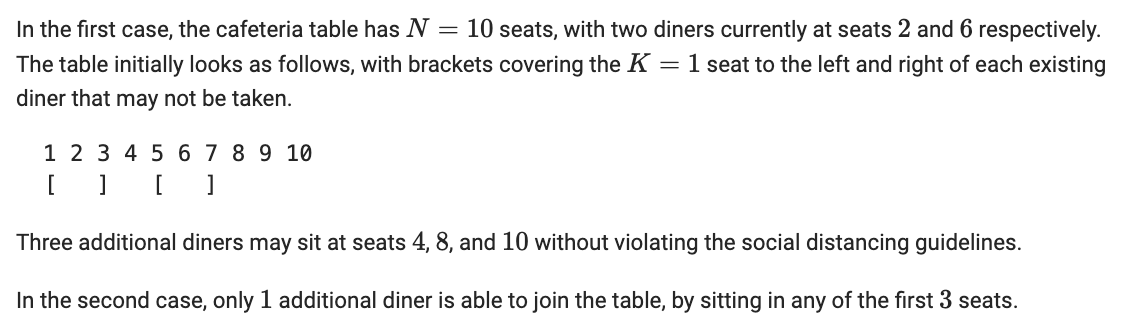 In the first case, the cafeteria table has N = 10 seats, with two diners currently at seats 2 and 6 respectively.
The table initially looks as follows, with brackets covering the K = 1 seat to the left and right of each existing
diner that may not be taken.
1 2 3 4 5 6 7 8 9 10
[   ]   [   ]
Three additional diners may sit at seats 4, 8, and 10 without violating the social distancing guidelines.
In the second case, only 1 additional diner is able to join the table, by sitting in any of the first 3 seats.